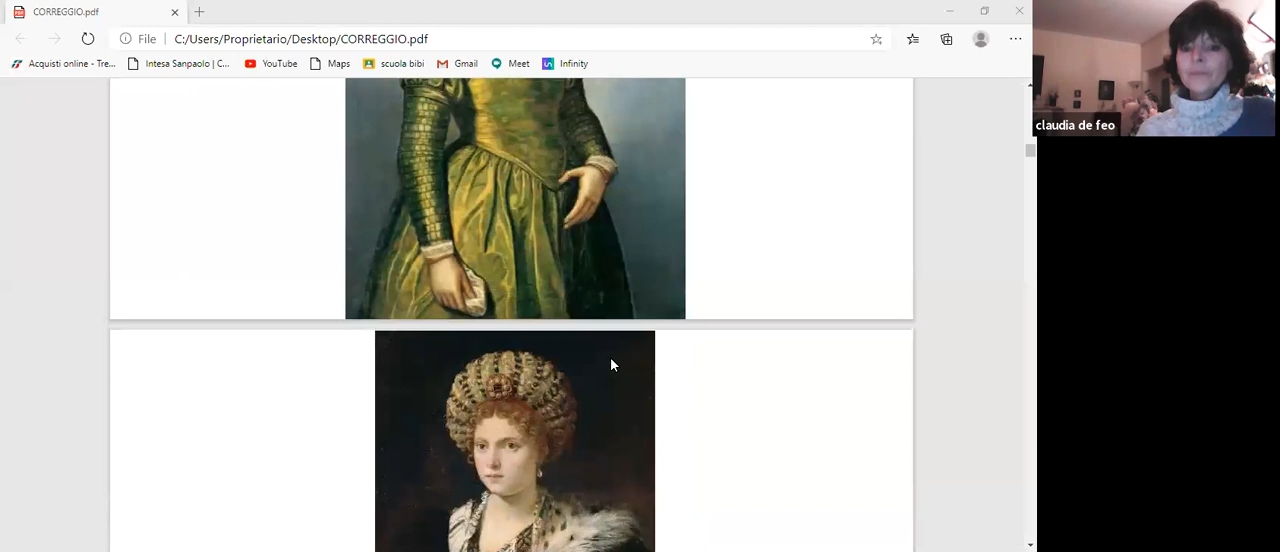 CORREGGIO.pdf
File C:/Users/Proprietario/Desktop/CORREGGIO.pdf
Acquisti online - Tre... Intesa Sanpaolo | C... YouTube Maps scuola bibi Gmail Meet Infinity
claudia de feo